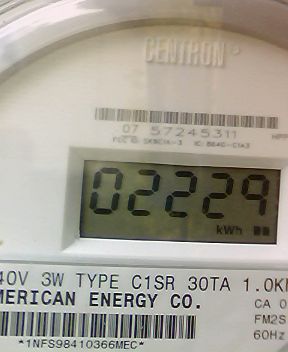 CENTRON®
07 57245311
02229
kWh
40V 3W TYPE C1SR 30TA 1.0K
MERICAN ENERGY CO.
CA 0
FM2S
60Hz
*1NFS98410366MEC*